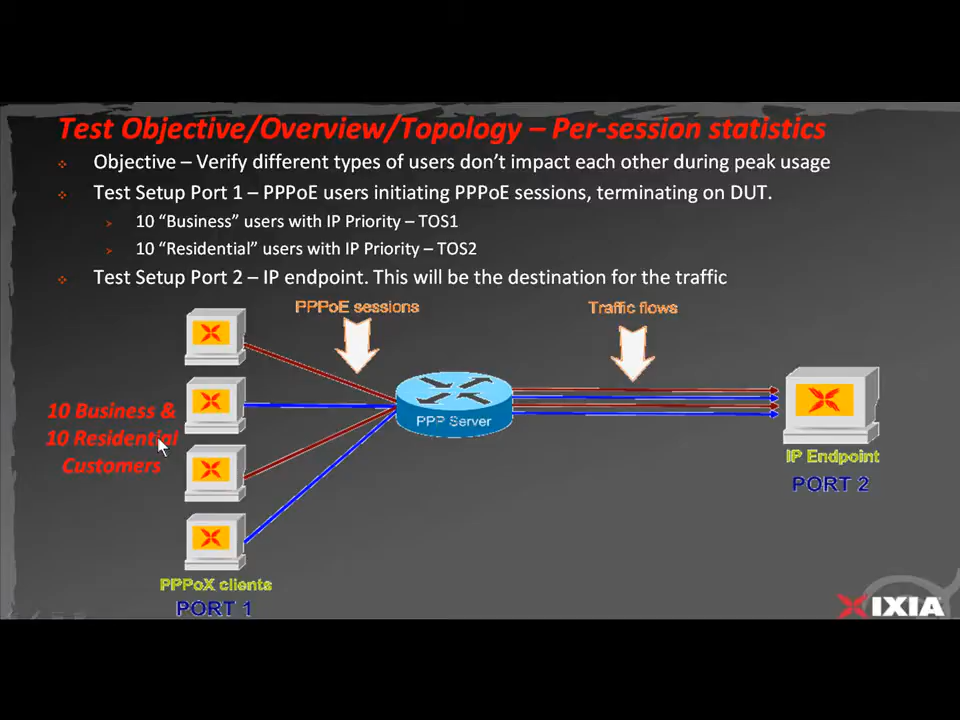 Test Objective/Overview/Topology – Per-session statistics
Objective – Verify different types of users don't impact each other during peak usage
Test Setup Port 1 – PPPoE users initiating PPPoE sessions, terminating on DUT.
10 “Business” users with IP Priority – TOS1
10 “Residential” users with IP Priority – TOS2
Test Setup Port 2 – IP endpoint. This will be the destination for the traffic
PPPoE sessions
Traffic flows
10 Business &
10 Residential
Customers
PPP Server
IP Endpoint
PORT 2
PPPoX clients
PORT 1
IXIA